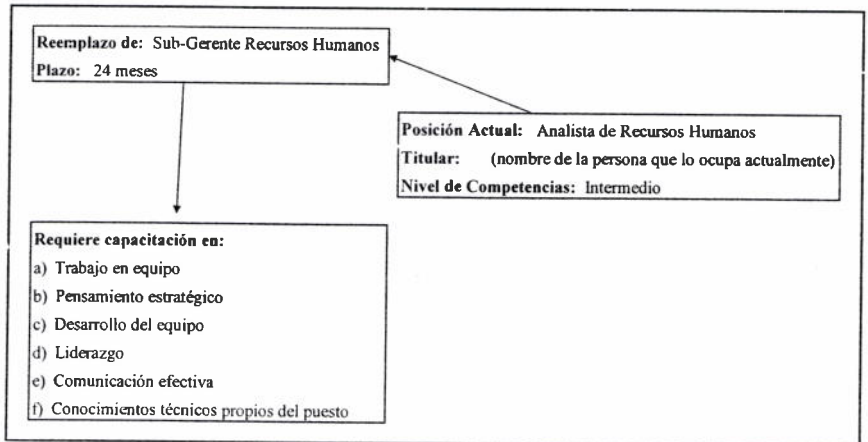 Reemplazo de: Sub-Gerente Recursos Humanos
Plazo: 24 meses
Posición Actual: Analista de Recursos Humanos
Titular: (nombre de la persona que lo ocupa actualmente)
Nivel de Competencias: Intermedio
Requiere capacitación en:
a) Trabajo en equipo
b) Pensamiento estratégico
c) Desarrollo del equipo
d) Liderazgo
e) Comunicación efectiva
f) Conocimientos técnicos propios del puesto